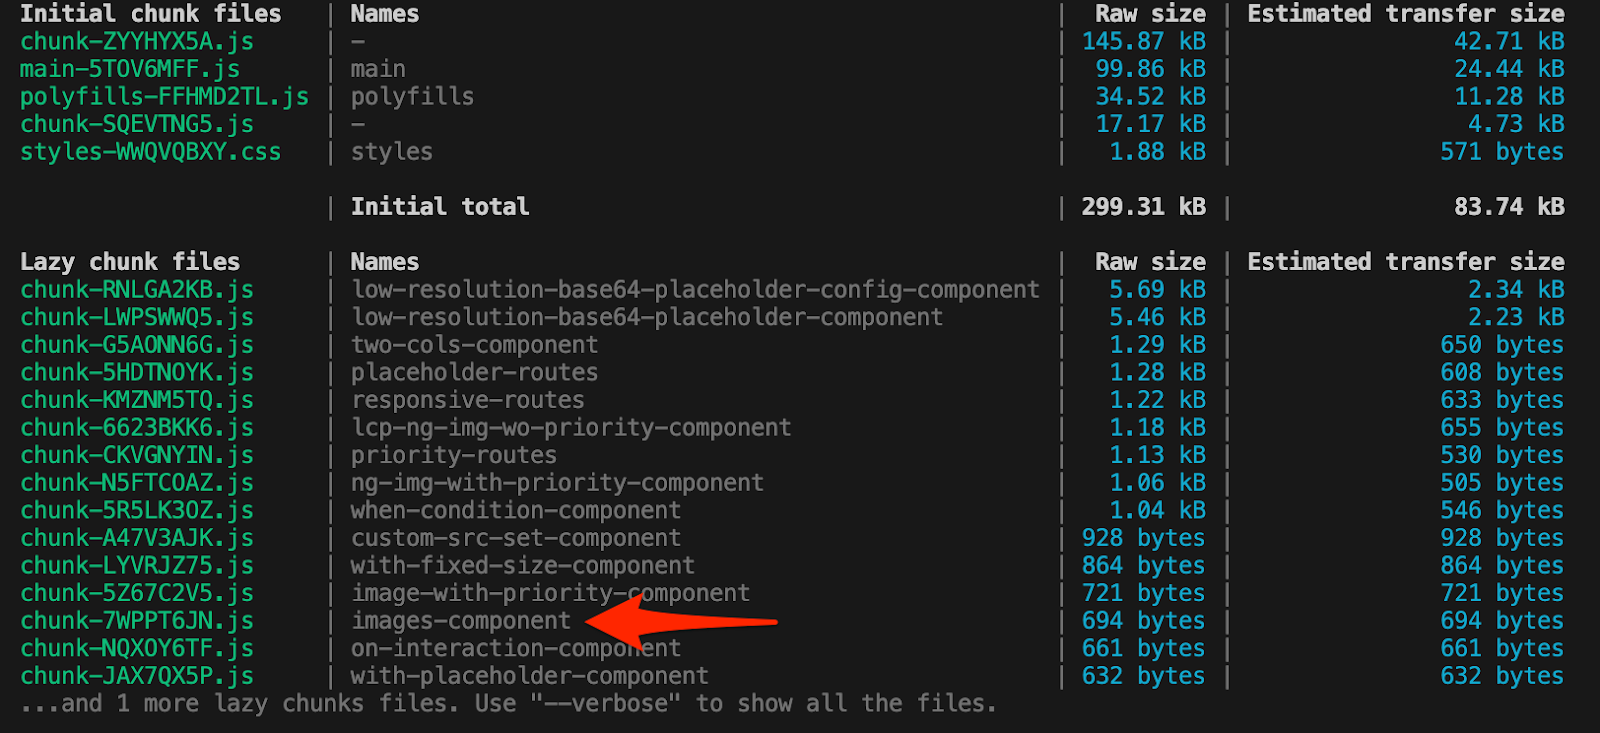 Initial chunk files | Names | Raw size | Estimated transfer size
chunk-ZYYHYX5A.js | - | 145.87 kB | 42.71 kB
main-5TOV6MFF.js | main | 99.86 kB | 24.44 kB
polyfills-FFHMD2TL.js | polyfills | 34.52 kB | 11.28 kB
chunk-SQEVTNG5.js | - | 17.17 kB | 4.73 kB
styles-WWQVQBXY.css | styles | 1.88 kB | 571 bytes
| Initial total | 299.31 kB | 83.74 kB
Lazy chunk files | Names | Raw size | Estimated transfer size
chunk-RNLGA2KB.js | low-resolution-base64-placeholder-config-component | 5.69 kB | 2.34 kB
chunk-LWPSWWQ5.js | low-resolution-base64-placeholder-component | 5.46 kB | 2.23 kB
chunk-G5AONN6G.js | two-cols-component | 1.29 kB | 650 bytes
chunk-5HDTNOYK.js | placeholder-routes | 1.28 kB | 608 bytes
chunk-KMZNM5TQ.js | responsive-routes | 1.22 kB | 633 bytes
chunk-6623BKK6.js | lcp-ng-img-wo-priority-component | 1.18 kB | 655 bytes
chunk-CKVGNYIN.js | priority-routes | 1.13 kB | 530 bytes
chunk-N5FTCOAZ.js | ng-img-with-priority-component | 1.06 kB | 505 bytes
chunk-5R5LK3OZ.js | when-condition-component | 1.04 kB | 546 bytes
chunk-A47V3AJK.js | custom-src-set-component | 928 bytes | 928 bytes
chunk-LYVRJZ75.js | with-fixed-size-component | 864 bytes | 864 bytes
chunk-5Z67C2V5.js | image-with-priority-component | 721 bytes | 721 bytes
chunk-7WPPT6JN.js | images-component | 694 bytes | 694 bytes
chunk-NQXOY6TF.js | on-interaction-component | 661 bytes | 661 bytes
chunk-JAX7QX5P.js | with-placeholder-component | 632 bytes | 632 bytes
...and 1 more lazy chunks files. Use "--verbose" to show all the files.